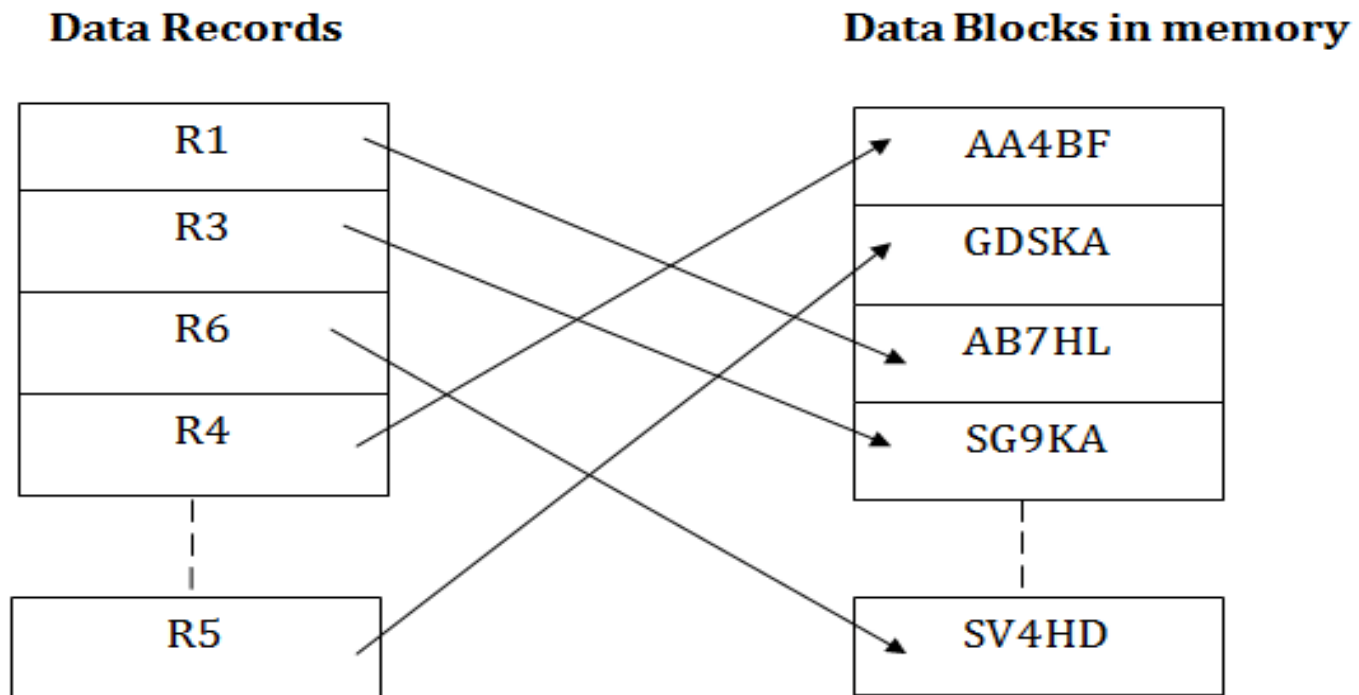 Data Records
Data Blocks in memory
R1
R3
R6
R4
R5
AA4BF
GDSKA
AB7HL
SG9KA
SV4HD